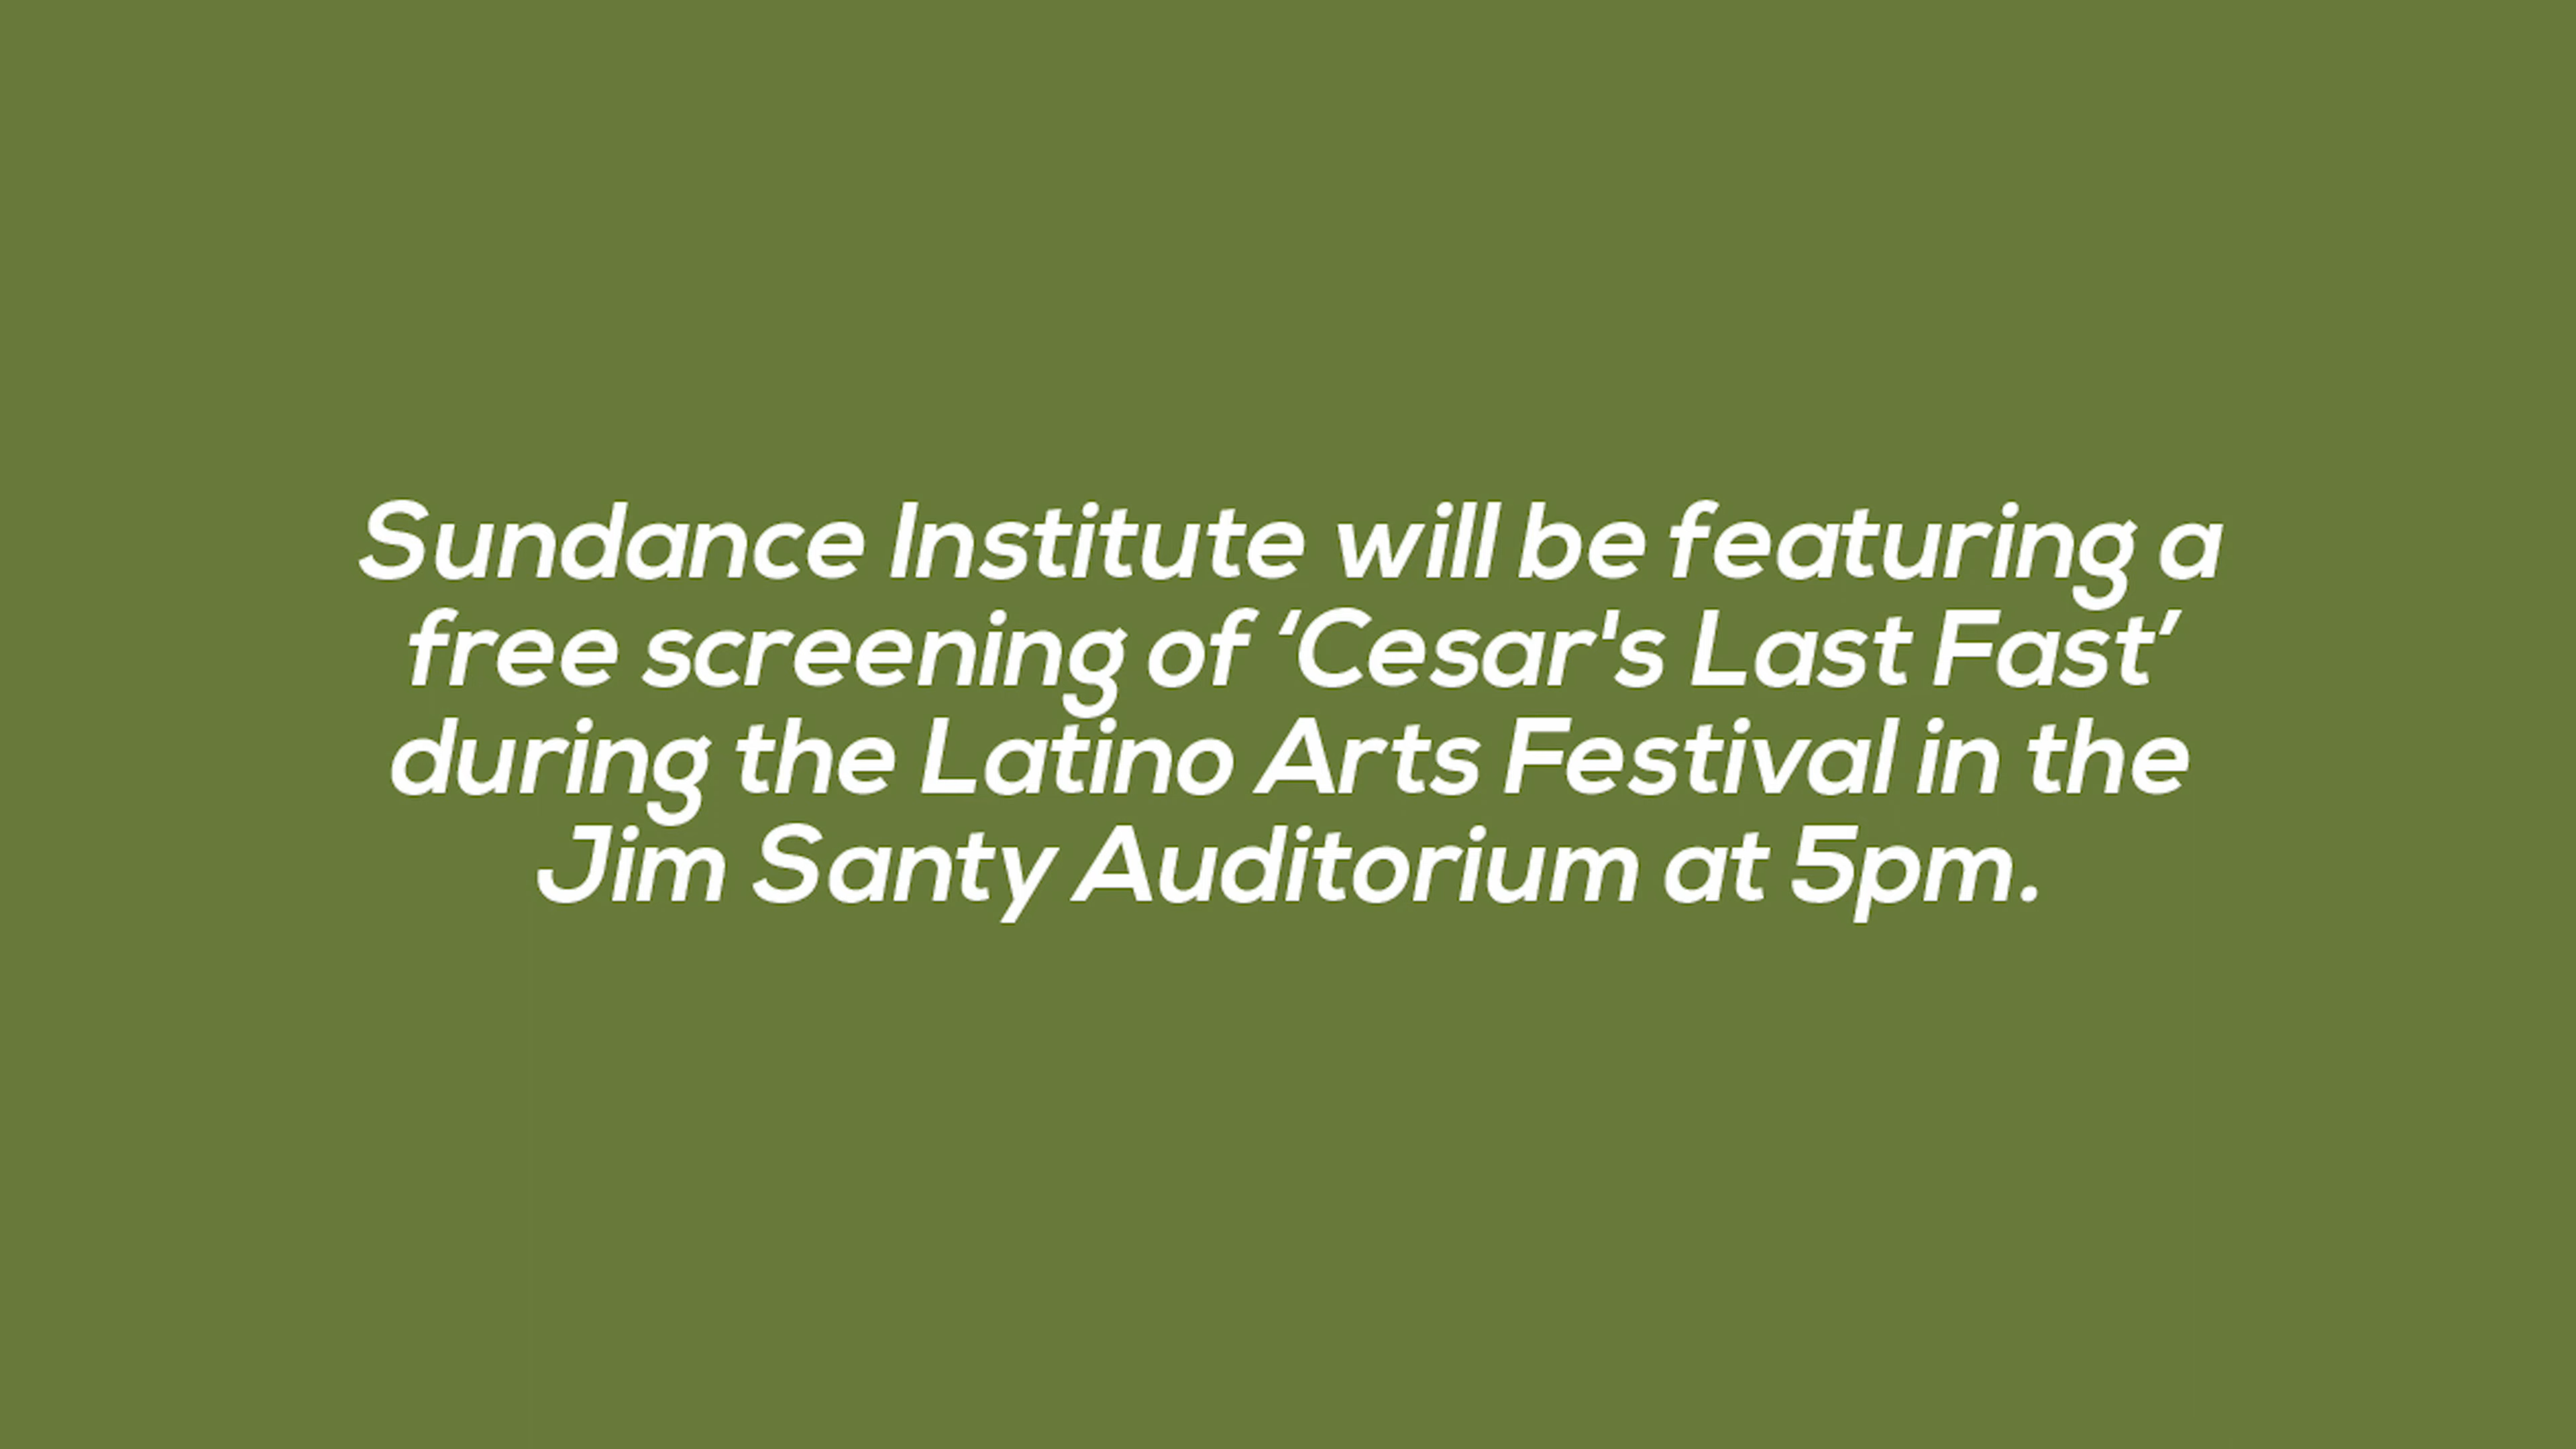 Sundance Institute will be featuring a
free screening of ‘Cesar's Last Fast’
during the Latino Arts Festival in the
Jim Santy Auditorium at 5pm.